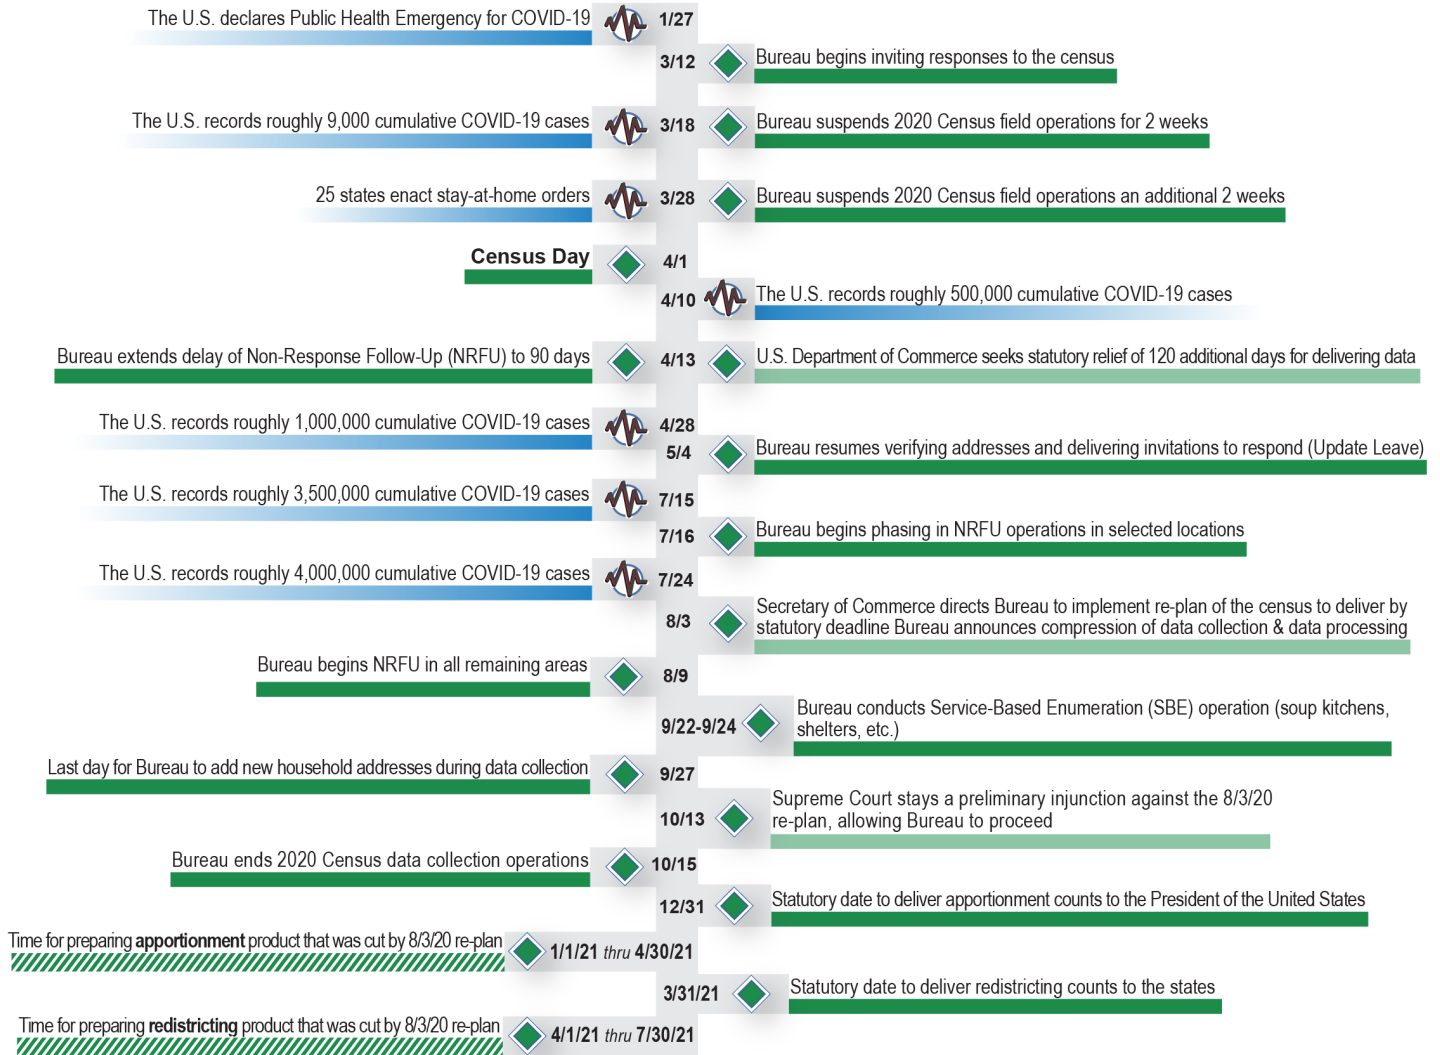 The U.S. declares Public Health Emergency for COVID-19
1/27
3/12
Bureau begins inviting responses to the census
The U.S. records roughly 9,000 cumulative COVID-19 cases
3/18
Bureau suspends 2020 Census field operations for 2 weeks
25 states enact stay-at-home orders
3/28
Bureau suspends 2020 Census field operations an additional 2 weeks
Census Day
4/1
4/10
The U.S. records roughly 500,000 cumulative COVID-19 cases
Bureau extends delay of Non-Response Follow-Up (NRFU) to 90 days
4/13
U.S. Department of Commerce seeks statutory relief of 120 additional days for delivering data
The U.S. records roughly 1,000,000 cumulative COVID-19 cases
4/28
5/4
Bureau resumes verifying addresses and delivering invitations to respond (Update Leave)
The U.S. records roughly 3,500,000 cumulative COVID-19 cases
7/15
7/16
Bureau begins phasing in NRFU operations in selected locations
The U.S. records roughly 4,000,000 cumulative COVID-19 cases
7/24
8/3
Secretary of Commerce directs Bureau to implement re-plan of the census to deliver by
statutory deadline Bureau announces compression of data collection & data processing
Bureau begins NRFU in all remaining areas
8/9
9/22-9/24
Bureau conducts Service-Based Enumeration (SBE) operation (soup kitchens,
shelters, etc.)
Last day for Bureau to add new household addresses during data collection
9/27
10/13
Supreme Court stays a preliminary injunction against the 8/3/20
re-plan, allowing Bureau to proceed
Bureau ends 2020 Census data collection operations
10/15
12/31
Statutory date to deliver apportionment counts to the President of the United States
Time for preparing apportionment product that was cut by 8/3/20 re-plan
1/1/21 thru 4/30/21
3/31/21
Statutory date to deliver redistricting counts to the states
Time for preparing redistricting product that was cut by 8/3/20 re-plan
4/1/21 thru 7/30/21